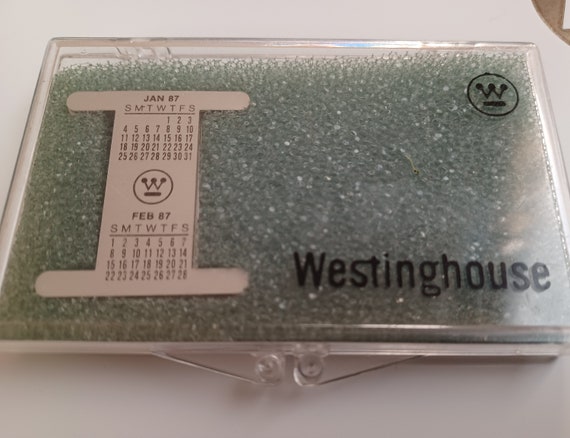 JAN 87
S M T W T F S
1 2 3
4 5 6 7 8 9 10
11 12 13 14 15 16 17
18 19 20 21 22 23 24
25 26 27 28 29 30 31
W
FEB 87
S M T W T F S
1 2 3 4 5 6 7
8 9 10 11 12 13 14
15 16 17 18 19 20 21
22 23 24 25 26 27 28
W
Westinghouse